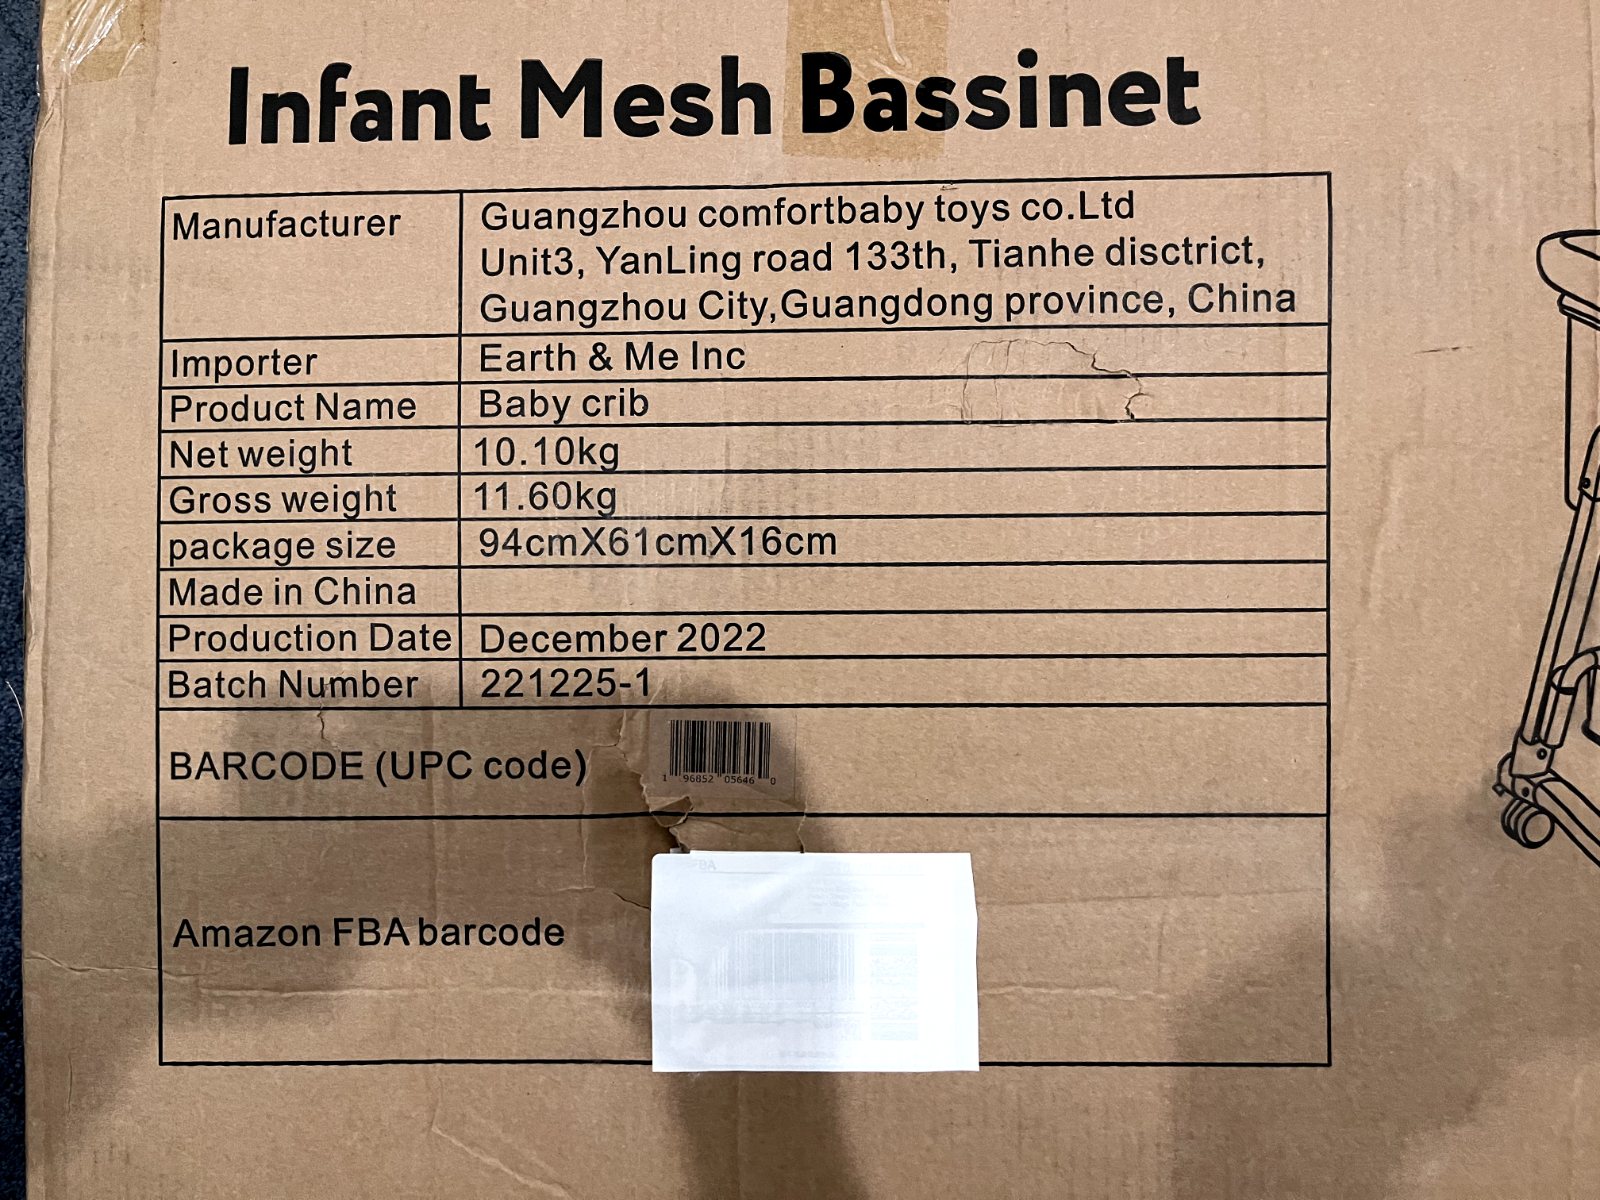 Infant Mesh Bassinet
Manufacturer
Guangzhou comfortbaby toys co.Ltd
Unit3, YanLing road 133th, Tianhe disctrict,
Guangzhou City,Guangdong province, China
Importer Earth & Me Inc
Product Name Baby crib
Net weight 10.10kg
Gross weight 11.60kg
package size 94cmX61cmX16cm
Made in China
Production Date December 2022
Batch Number 221225-1
BARCODE (UPC code)
1 96852 05646 0
FBA
Amazon FBA barcode